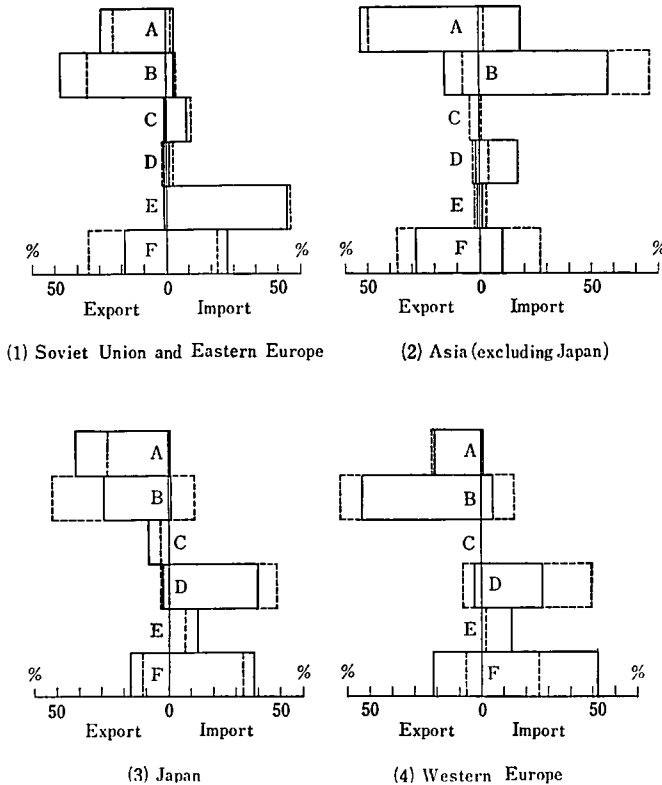 A
B
C
D
E
F
%
%
50
0
50
Export
Import
(1) Soviet Union and Eastern Europe
A
B
C
D
E
F
%
%
50
0
50
Export
Import
(2) Asia (excluding Japan)
A
B
C
D
E
F
%
%
50
0
50
Export
Import
(3) Japan
A
B
C
D
E
F
%
%
50
0
50
Export
Import
(4) Western Europe